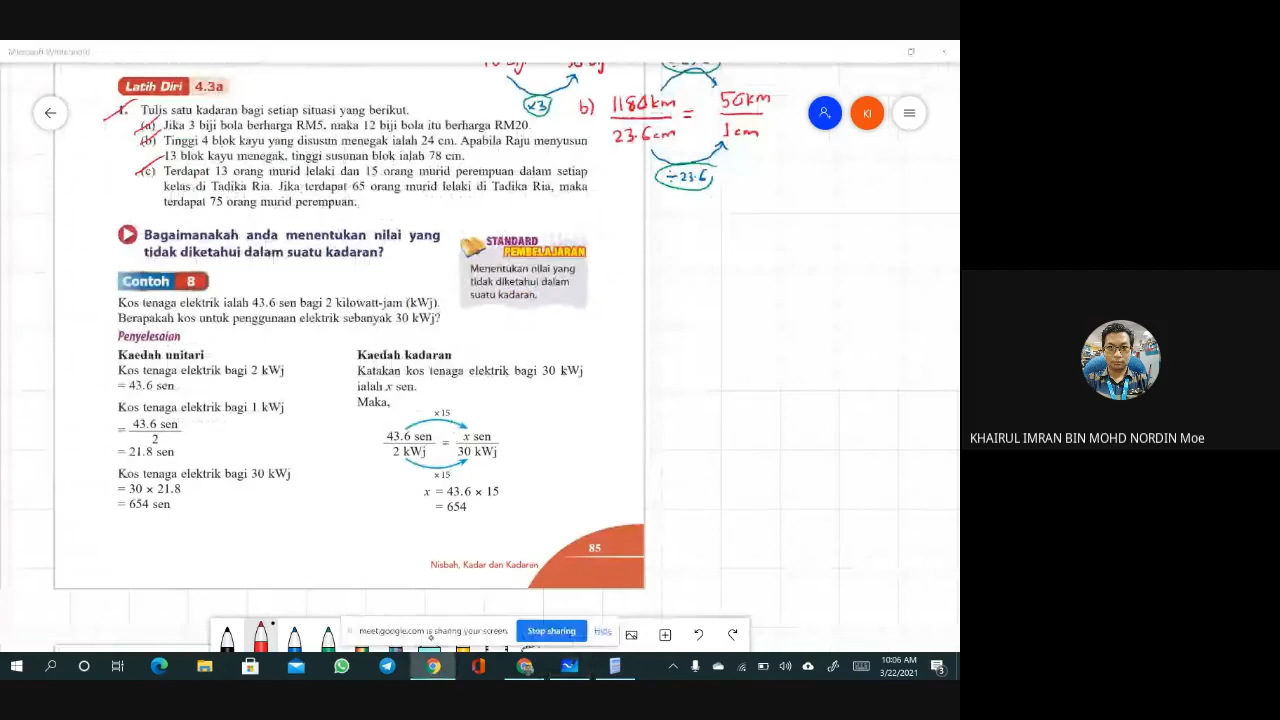 Microsoft Whiteboard
Latih Diri 4.3a
×3
1. Tulis satu kadaran bagi setiap situasi yang berikut.
(a) Jika 3 biji bola berharga RM5, maka 12 biji bola itu berharga RM20.
(b) Tinggi 4 blok kayu yang disusun menegak ialah 24 cm. Apabila Raju menyusun
13 blok kayu menegak, tinggi susunan blok ialah 78 cm.
(c) Terdapat 13 orang murid lelaki dan 15 orang murid perempuan dalam setiap
kelas di Tadika Ria. Jika terdapat 65 orang murid lelaki di Tadika Ria, maka
terdapat 75 orang murid perempuan.
b) 1180 km = 50 km
23.6 cm 1 cm
÷23.6
KI
Bagaimanakah anda menentukan nilai yang
tidak diketahui dalam suatu kadaran?
STANDARD
PEMBELAJARAN
Menentukan nilai yang
tidak diketahui dalam
suatu kadaran.
Contoh 8
Kos tenaga elektrik ialah 43.6 sen bagi 2 kilowatt-jam (kWj).
Berapakah kos untuk penggunaan elektrik sebanyak 30 kWj?
Penyelesaian
Kaedah unitari
Kos tenaga elektrik bagi 2 kWj
= 43.6 sen
Kos tenaga elektrik bagi 1 kWj
= 43.6 sen
2
= 21.8 sen
Kos tenaga elektrik bagi 30 kWj
= 30 × 21.8
= 654 sen
Kaedah kadaran
Katakan kos tenaga elektrik bagi 30 kWj
ialah x sen.
Maka,
×15
43.6 sen = x sen
2 kWj 30 kWj
×15
x = 43.6 × 15
= 654
85
Nisbah, Kadar dan Kadaran
meet.google.com is sharing your screen.
Stop sharing
Hide
10:06 AM
3/22/2021
3
KHAIRUL IMRAN BIN MOHD NORDIN Moe